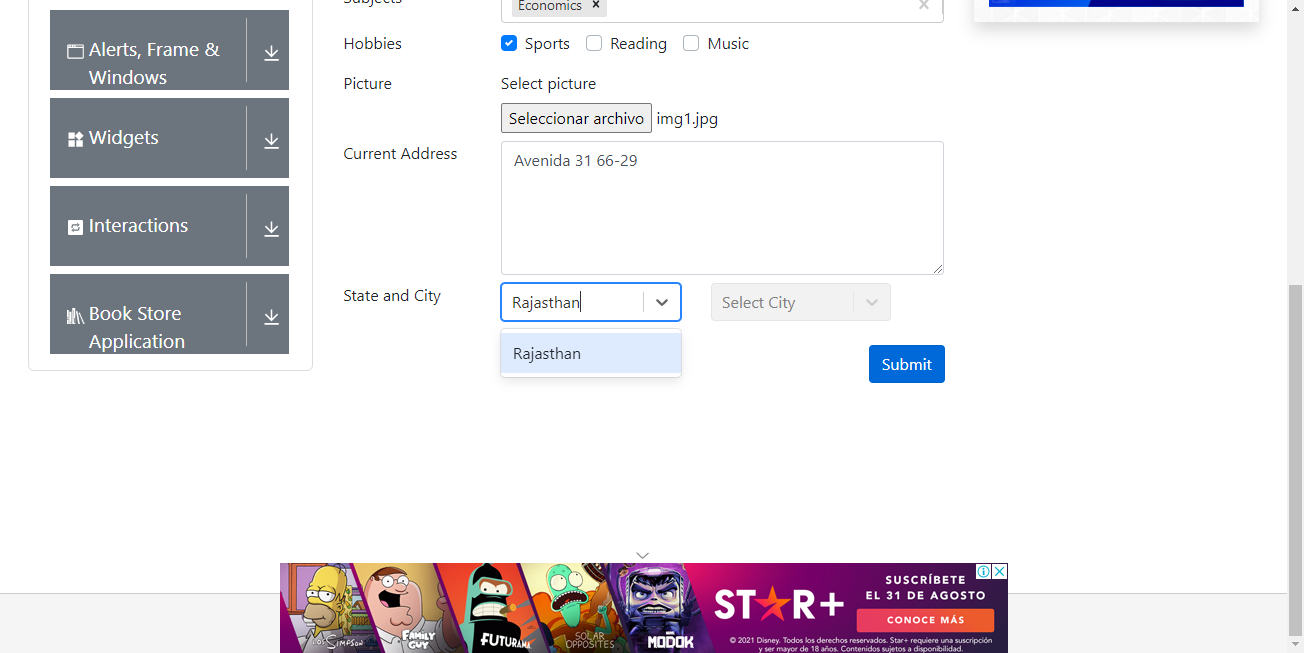 Subjects
Economics ×
Hobbies
Sports
Reading
Music
Picture
Select picture
Seleccionar archivo img1.jpg
Current Address
Avenida 31 66-29
State and City
Rajasthan
Select City
Rajasthan
Submit
Alerts, Frame &
Windows
Widgets
Interactions
Book Store
Application
THE SIMPSONS
FAMILY
GUY
FUTURAMA
SOLAR
OPPOSITES
MODOK
STAR+
SUSCRÍBETE
EL 31 DE AGOSTO
CONOCE MÁS
© 2021 Disney. Todos los derechos reservados. Star+ requiere una suscripción
y ser mayor de 18 años. Contenidos sujetos a disponibilidad.